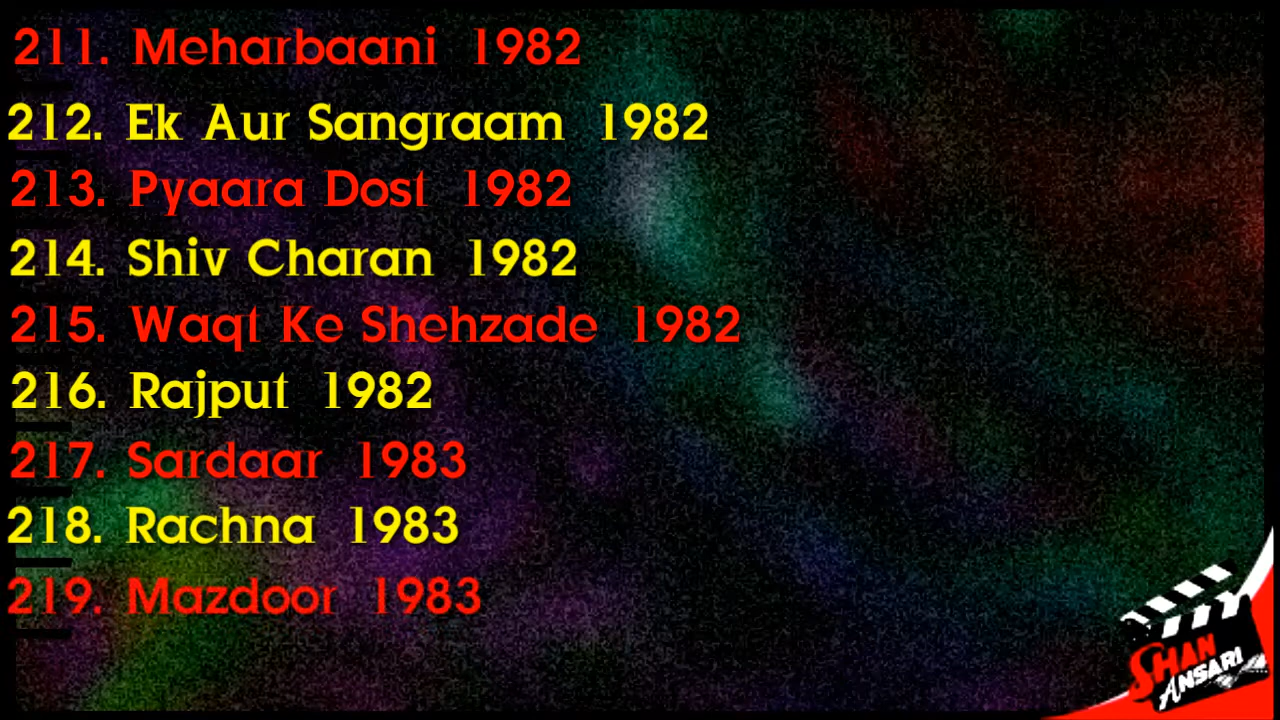 211. Meharbaani 1982
212. Ek Aur Sangraam 1982
213. Pyaara Dost 1982
214. Shiv Charan 1982
215. Waqt Ke Shehzade 1982
216. Rajput 1982
217. Sardaar 1983
218. Rachna 1983
219. Mazdoor 1983
SHAN
ANSARI